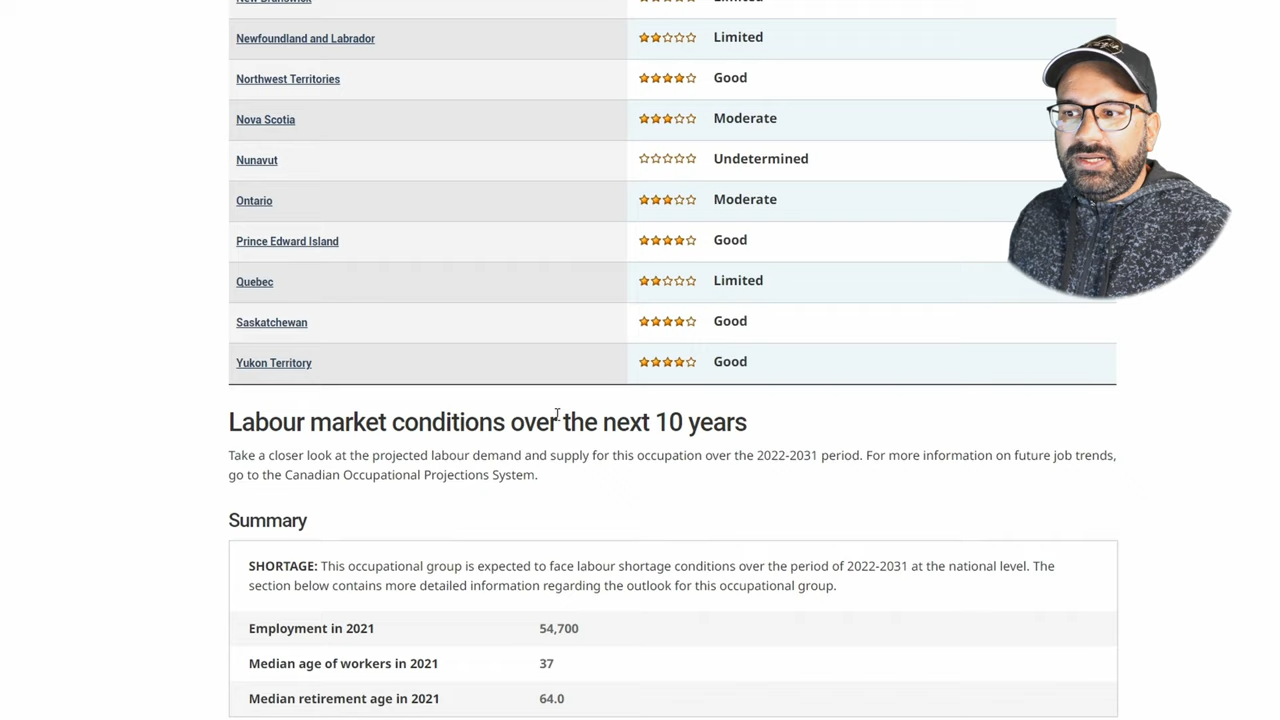 New Brunswick Limited
Newfoundland and Labrador Limited
Northwest Territories Good
Nova Scotia Moderate
Nunavut Undetermined
Ontario Moderate
Prince Edward Island Good
Quebec Limited
Saskatchewan Good
Yukon Territory Good
Labour market conditions over the next 10 years
Take a closer look at the projected labour demand and supply for this occupation over the 2022-2031 period. For more information on future job trends,
go to the Canadian Occupational Projections System.
Summary
SHORTAGE: This occupational group is expected to face labour shortage conditions over the period of 2022-2031 at the national level. The
section below contains more detailed information regarding the outlook for this occupational group.
Employment in 2021 54,700
Median age of workers in 2021 37
Median retirement age in 2021 64.0